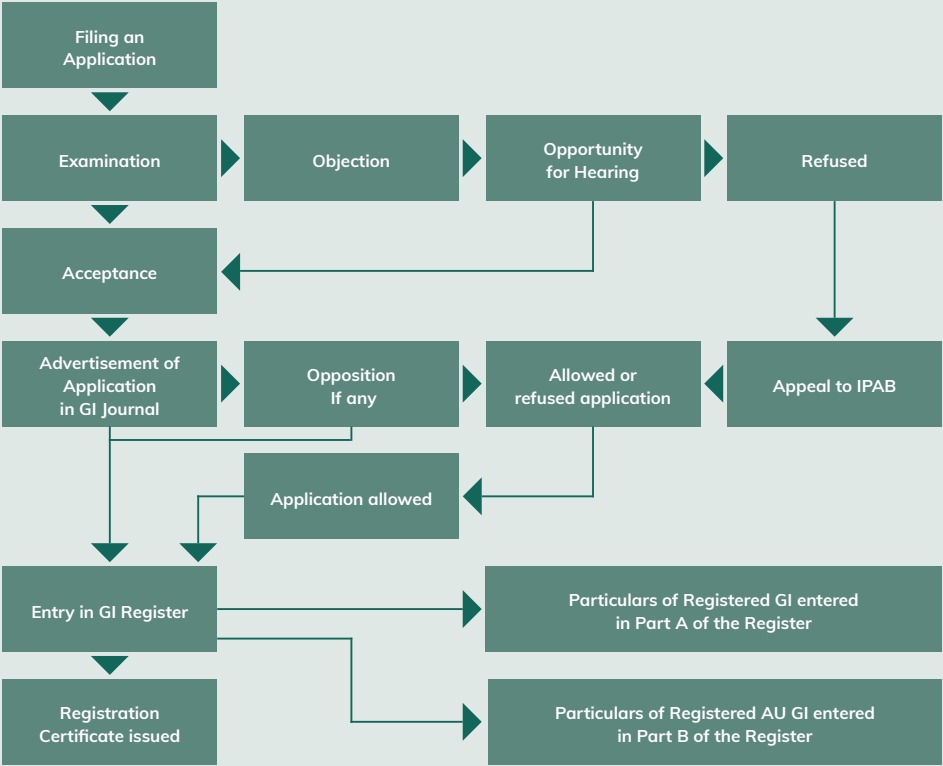 Filing an
Application
Examination
Objection
Opportunity
for Hearing
Refused
Acceptance
Advertisement of
Application
in GI Journal
Opposition
If any
Allowed or
refused application
Appeal to IPAB
Application allowed
Entry in GI Register
Particulars of Registered GI entered
in Part A of the Register
Registration
Certificate issued
Particulars of Registered AU GI entered
in Part B of the Register